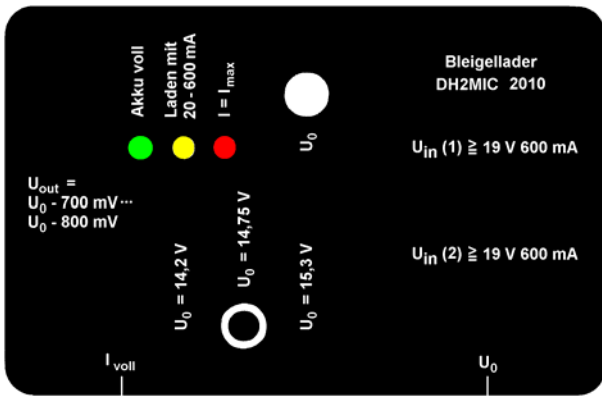 Akku voll
Laden mit
20 - 600 mA
I = Imax
U0
Bleigellader
DH2MIC 2010
Uin (1) ≧ 19 V 600 mA
Uout =
U0 - 700 mV ···
U0 - 800 mV
U0 = 14,2 V
U0 = 14,75 V
U0 = 15,3 V
Uin (2) ≧ 19 V 600 mA
I voll
U0